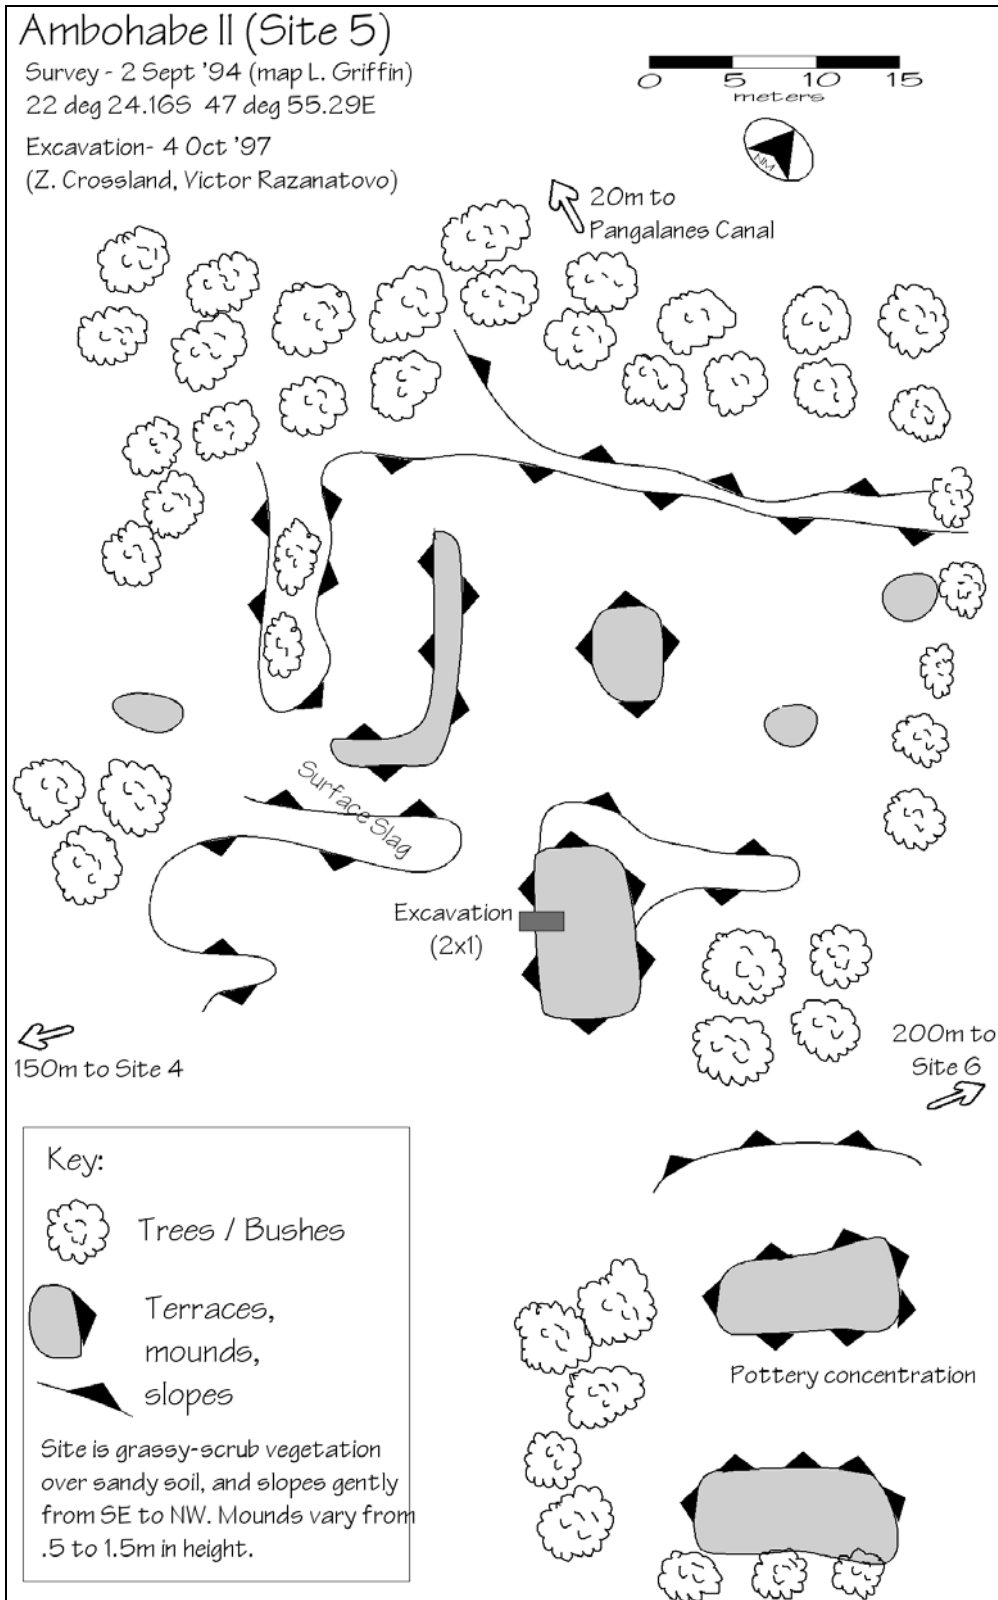 Ambohabe II (Site 5)
Survey - 2 Sept '94 (map L. Griffin)
22 deg 24.16S 47 deg 55.29E
Excavation- 4 Oct '97
(Z. Crossland, Victor Razanatovo)
0 5 10 15
meters
NM
20m to
Pangalanes Canal
Surface Slag
Excavation
(2x1)
150m to Site 4
200m to
Site 6
Key:
Trees / Bushes
Terraces,
mounds,
slopes
Site is grassy-scrub vegetation
over sandy soil, and slopes gently
from SE to NW. Mounds vary from
.5 to 1.5m in height.
Pottery concentration